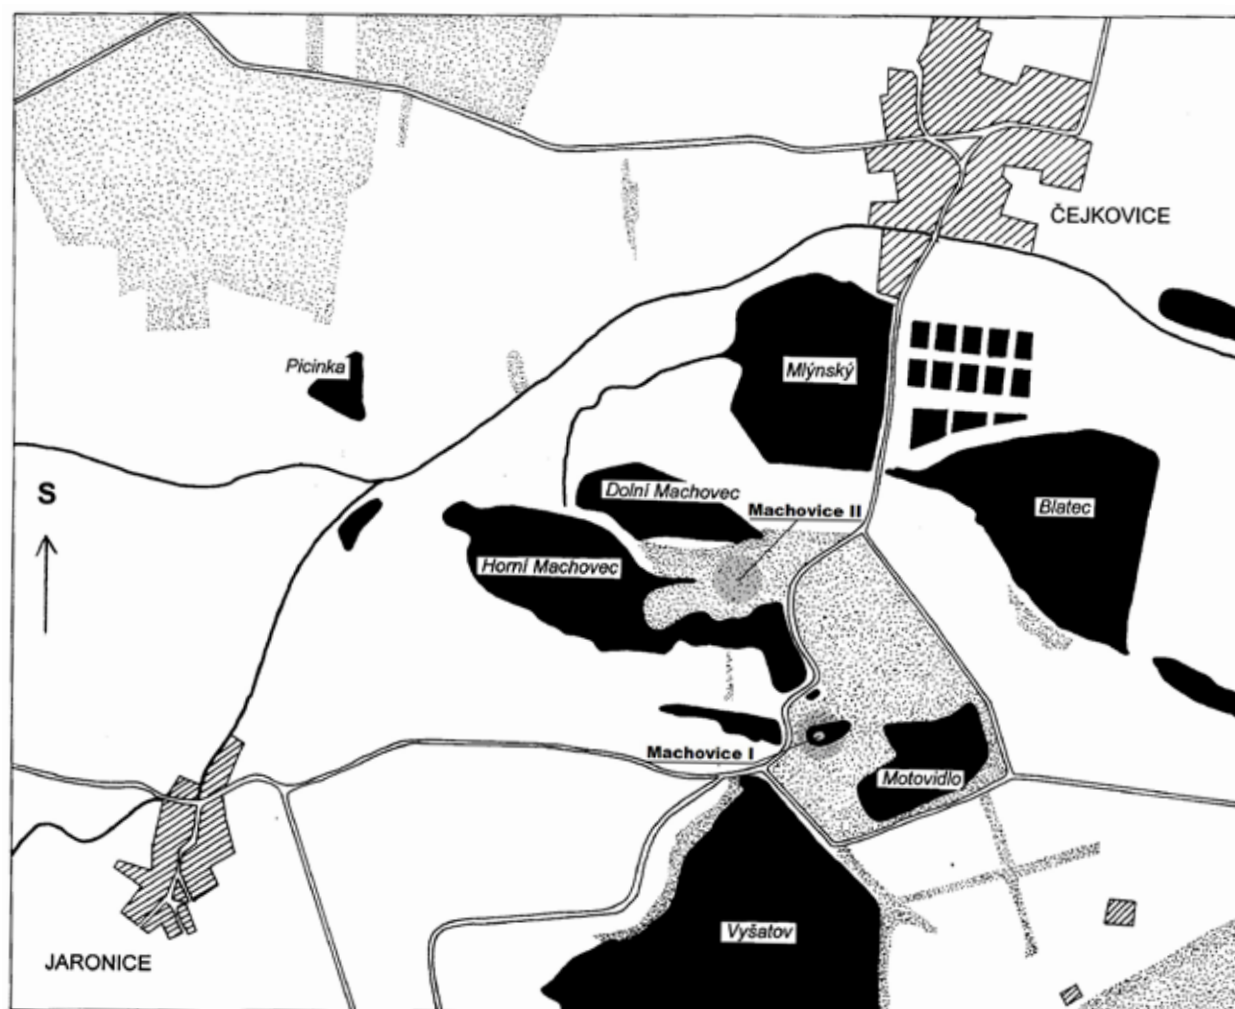 ČEJKOVICE
Picinka
Mlýnský
S
Dolní Machovec
Machovice II
Blatec
Horní Machovec
Machovice I
Motovidlo
Vyšatov
JARONICE